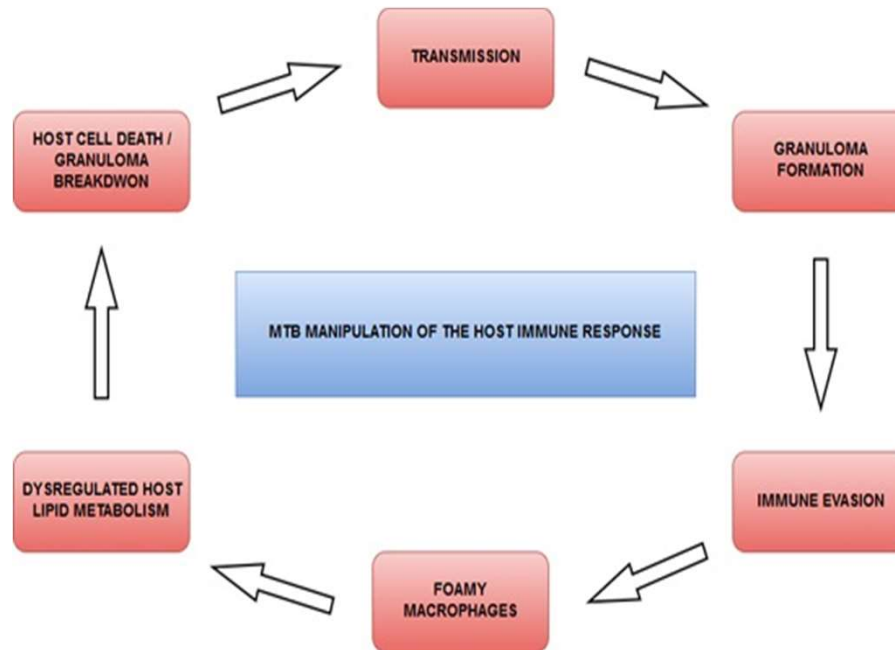 TRANSMISSION
GRANULOMA
FORMATION
IMMUNE EVASION
FOAMY
MACROPHAGES
DYSREGULATED HOST
LIPID METABOLISM
HOST CELL DEATH /
GRANULOMA
BREAKDWON
MTB MANIPULATION OF THE HOST IMMUNE RESPONSE